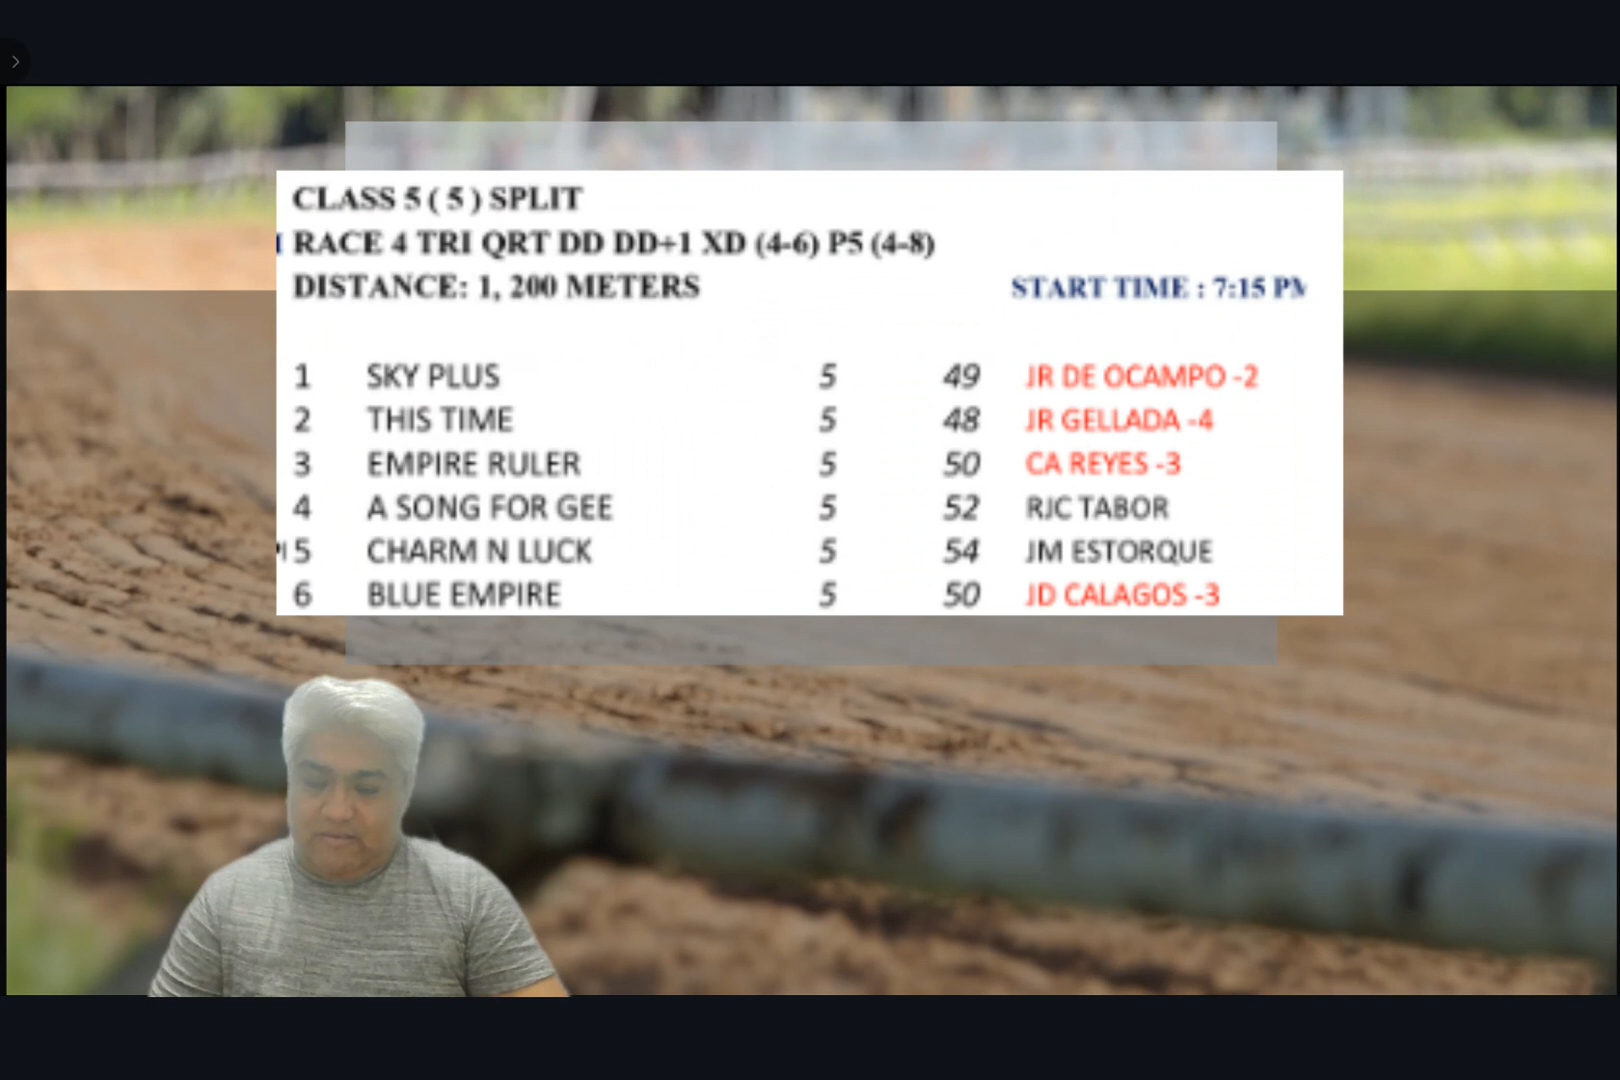 CLASS 5 ( 5 ) SPLIT
RACE 4 TRI QRT DD DD+1 XD (4-6) P5 (4-8)
DISTANCE: 1, 200 METERS START TIME : 7:15 PM
1 SKY PLUS 5 49 JR DE OCAMPO -2
2 THIS TIME 5 48 JR GELLADA -4
3 EMPIRE RULER 5 50 CA REYES -3
4 A SONG FOR GEE 5 52 RJC TABOR
5 CHARM N LUCK 5 54 JM ESTORQUE
6 BLUE EMPIRE 5 50 JD CALAGOS -3